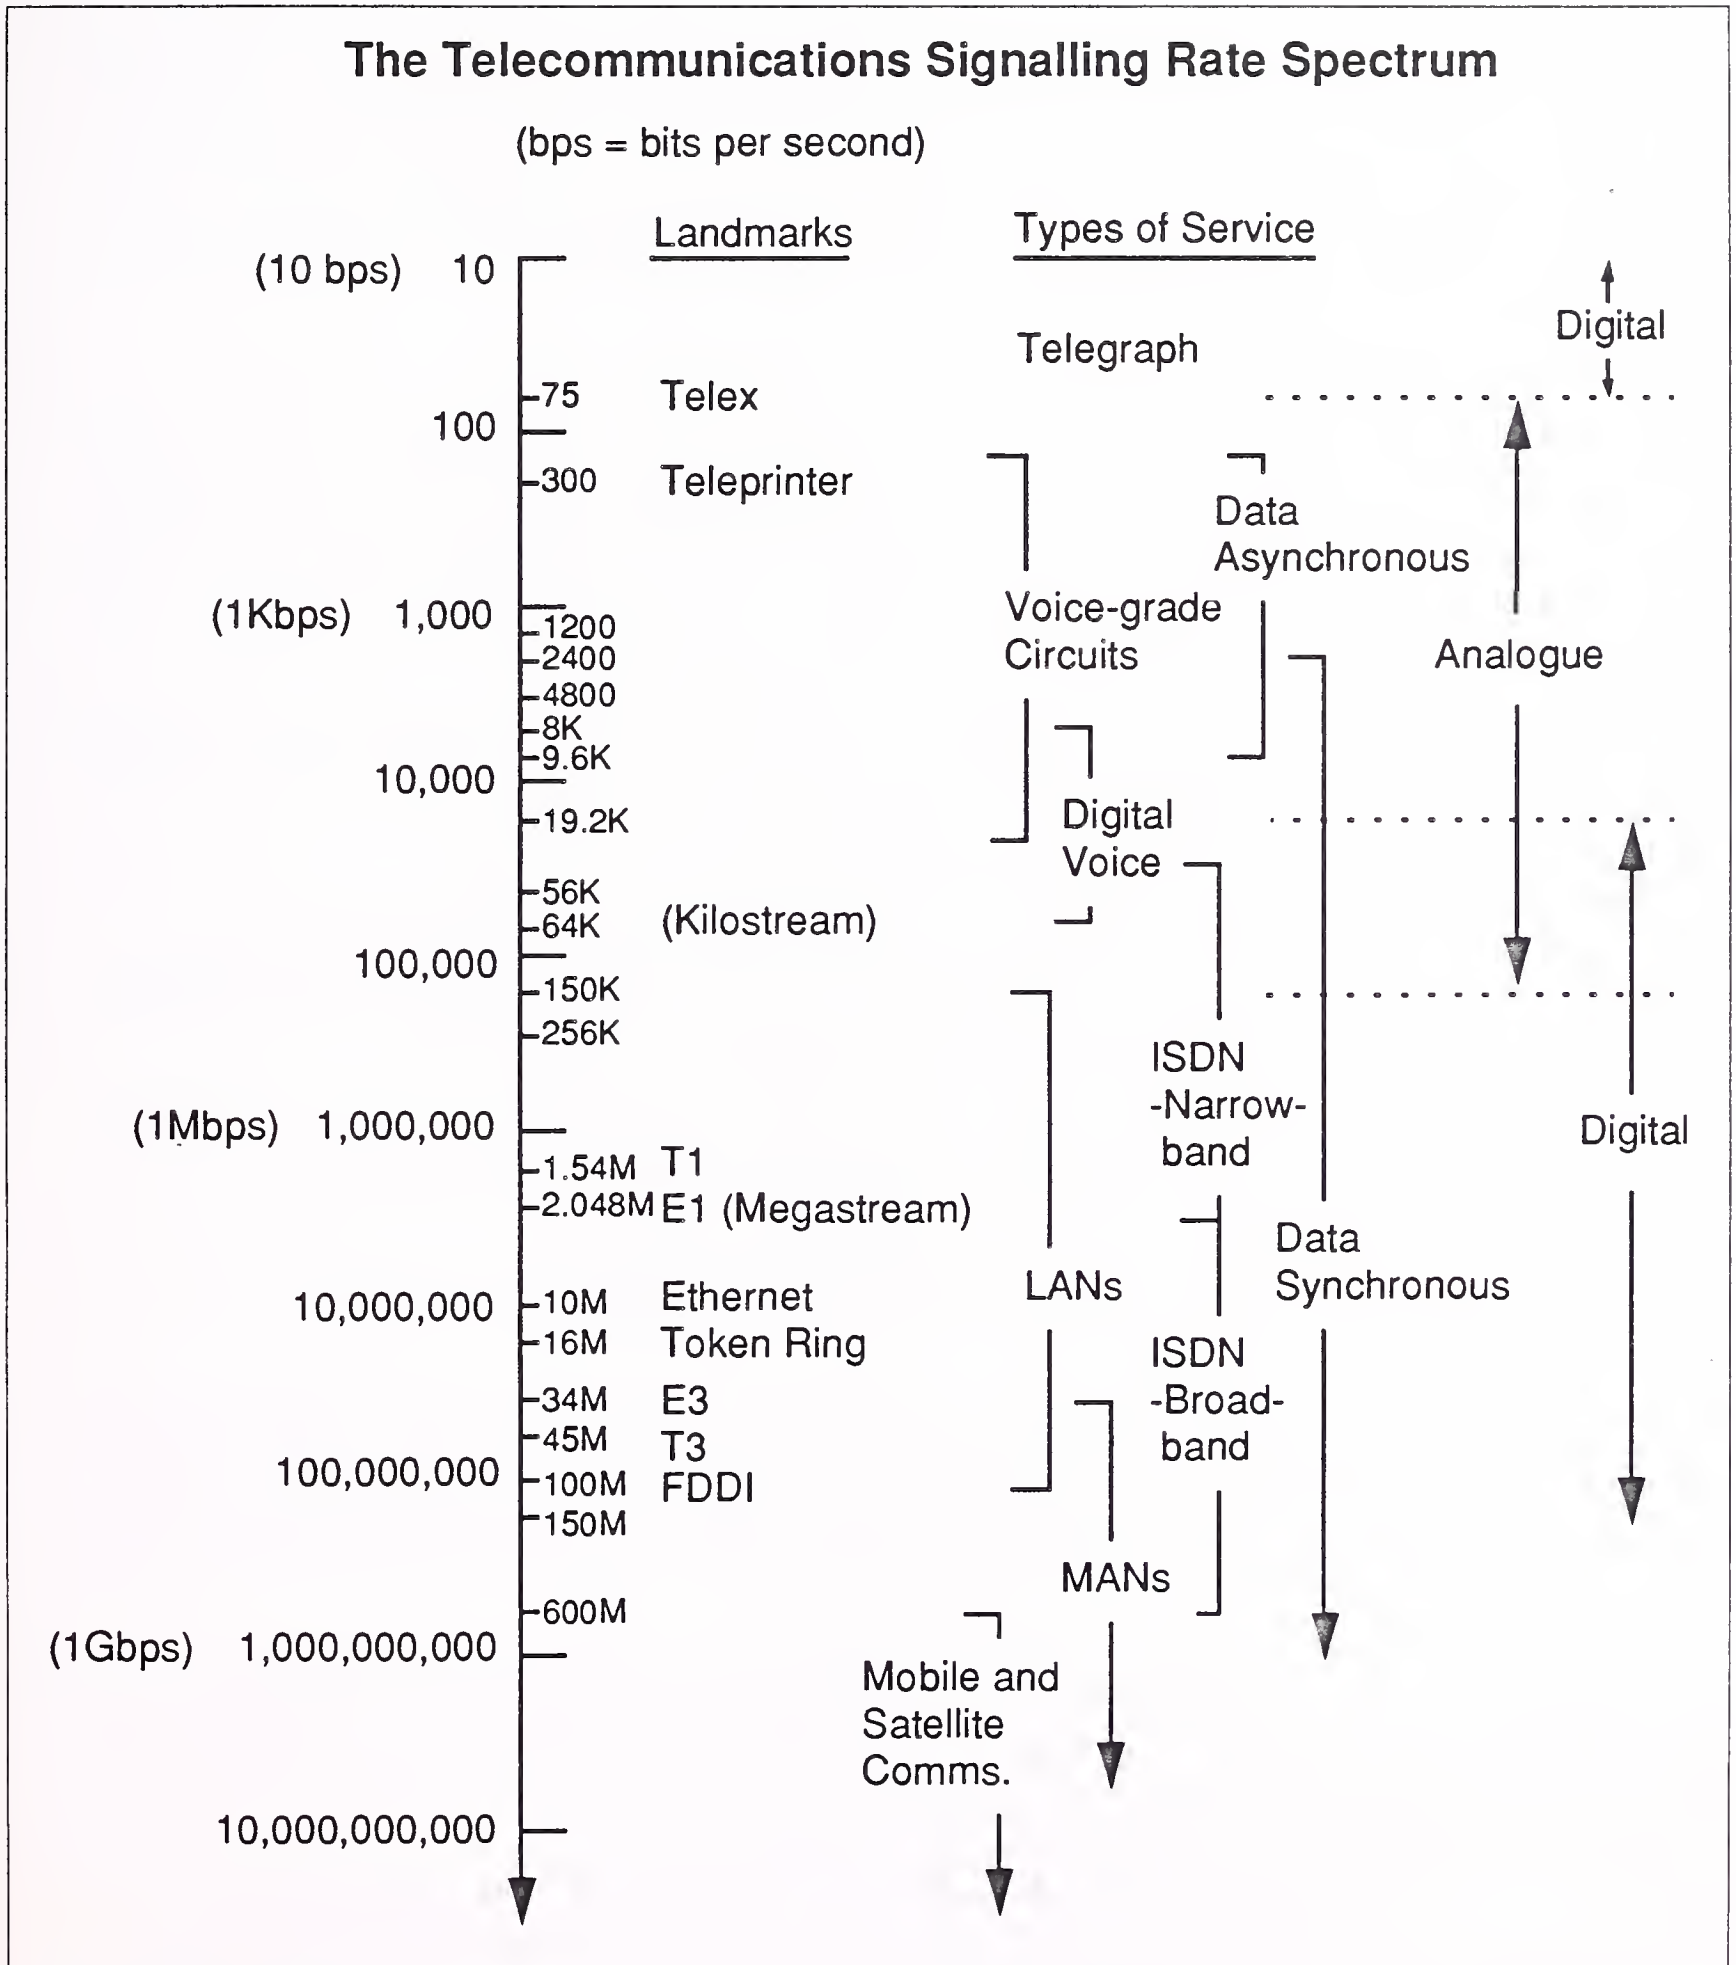 The Telecommunications Signalling Rate Spectrum
(bps = bits per second)
Landmarks
Types of Service
(10 bps) 10
Digital
Telegraph
75 Telex
100
300 Teleprinter
Data
Asynchronous
(1Kbps) 1,000
Voice-grade
Circuits
1200
2400
Analogue
4800
8K
9.6K
10,000
Digital
Voice
19.2K
56K
64K (Kilostream)
100,000
150K
256K
ISDN
-Narrow-
band
(1Mbps) 1,000,000
Digital
1.54M T1
2.048M E1 (Megastream)
Data
Synchronous
LANs
10,000,000
10M Ethernet
16M Token Ring
ISDN
-Broad-
band
34M E3
45M T3
100,000,000
100M FDDI
150M
MANs
600M
(1Gbps) 1,000,000,000
Mobile and
Satellite
Comms.
10,000,000,000